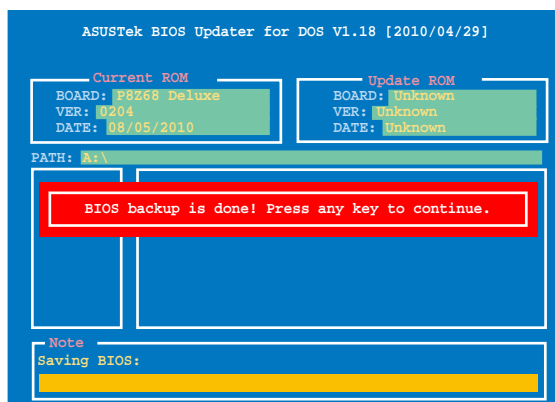 ASUSTek BIOS Updater for DOS V1.18 [2010/04/29]
Current ROM
BOARD: P8Z68 Deluxe
VER: 0204
DATE: 08/05/2010
Update ROM
BOARD: Unknown
VER: Unknown
DATE: Unknown
PATH: A:\
BIOS backup is done! Press any key to continue.
Note
Saving BIOS: